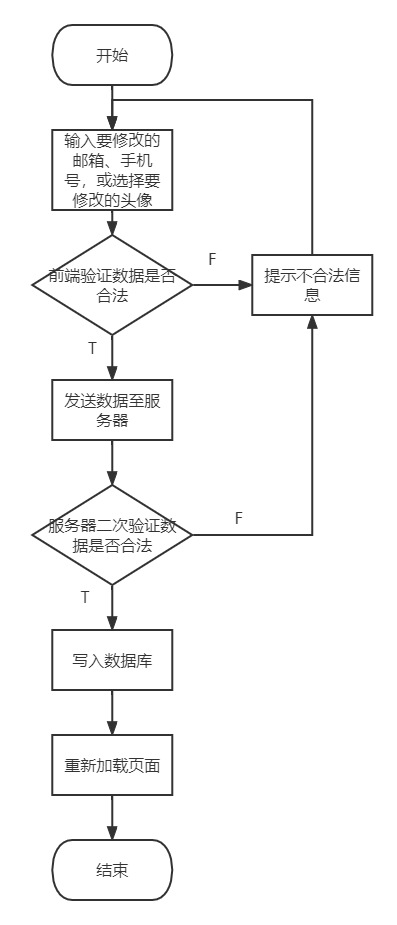 开始
输入要修改的
邮箱、手机
号，或选择要
修改的头像
前端验证数据是否
合法
F
提示不合法信
息
T
发送数据至服
务器
服务器二次验证数
据是否合法
F
T
写入数据库
重新加载页面
结束